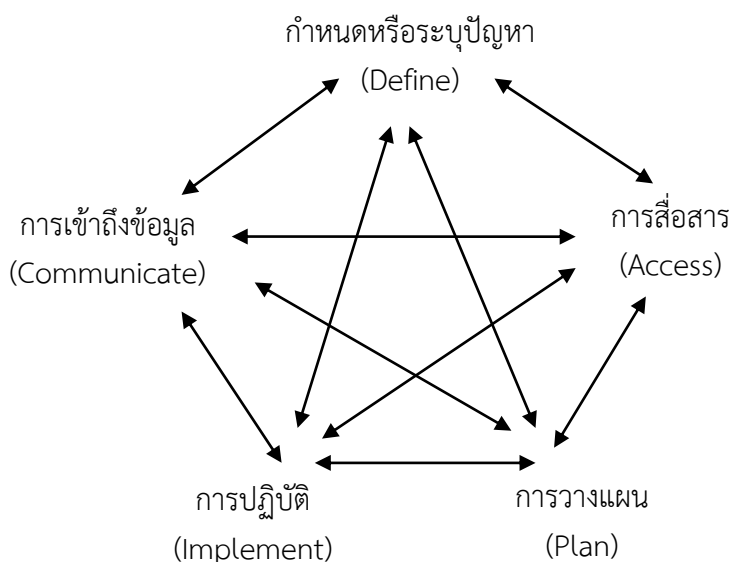 กำหนดหรือระบุปัญหา
(Define)
การเข้าถึงข้อมูล
(Communicate)
การสื่อสาร
(Access)
การปฏิบัติ
(Implement)
การวางแผน
(Plan)